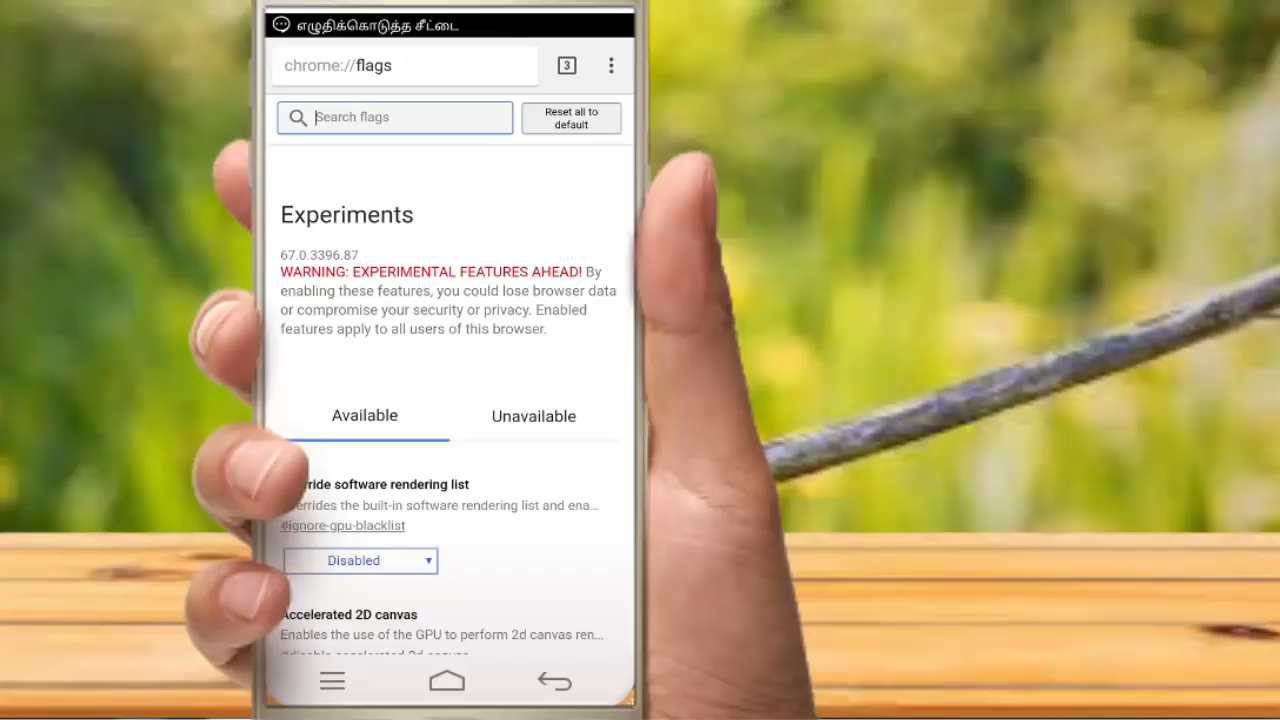 எழுதிக்கொடுத்த சீட்டை
chrome://flags
3
Search flags
Reset all to
default
Experiments
67.0.3396.87
WARNING: EXPERIMENTAL FEATURES AHEAD! By
enabling these features, you could lose browser data
or compromise your security or privacy. Enabled
features apply to all users of this browser.
Available
Unavailable
ride software rendering list
errides the built-in software rendering list and ena...
#ignore-gpu-blacklist
Disabled
Accelerated 2D canvas
Enables the use of the GPU to perform 2d canvas ren...